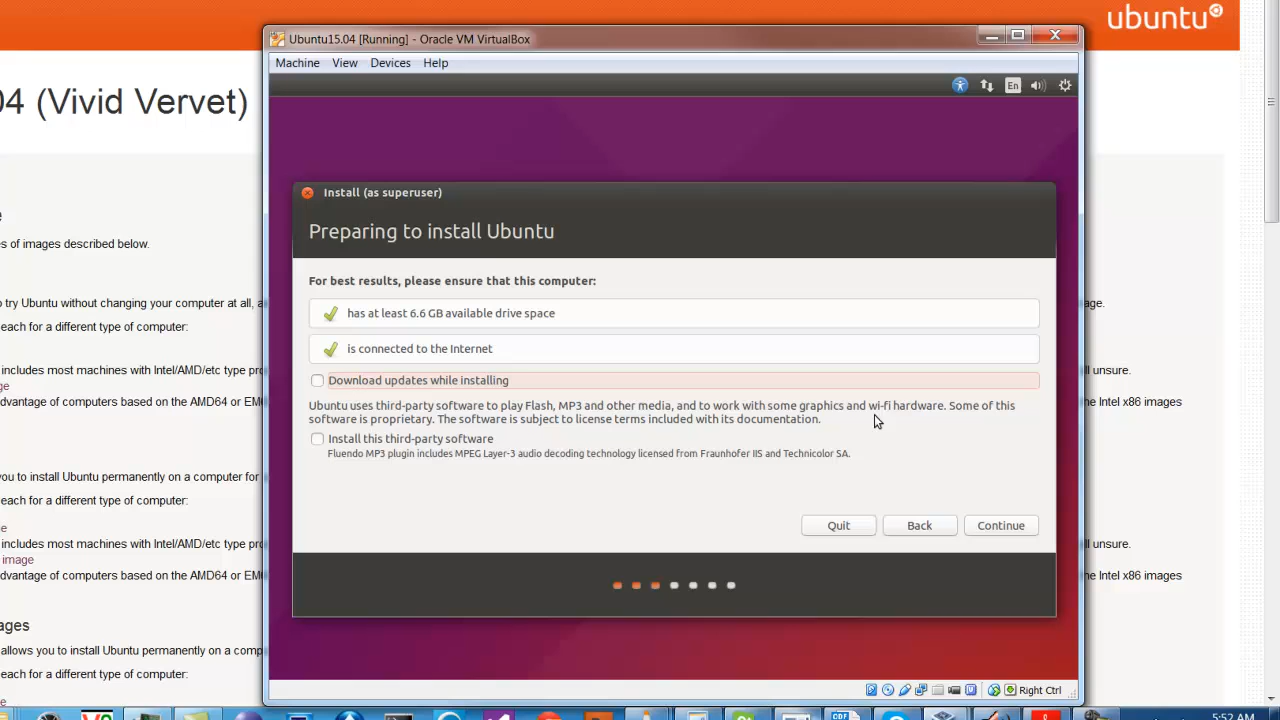 ubuntu
Ubuntu15.04 [Running] - Oracle VM VirtualBox
Machine View Devices Help
En
04 (Vivid Vervet)
Install (as superuser)
Preparing to install Ubuntu
es of images described below.
For best results, please ensure that this computer:
o try Ubuntu without changing your computer at all, a
age.
has at least 6.6 GB available drive space
each for a different type of computer:
is connected to the Internet
includes most machines with Intel/AMD/etc type pro
ll unsure.
Download updates while installing
ge
advantage of computers based on the AMD64 or EM6
he Intel x86 images
Ubuntu uses third-party software to play Flash, MP3 and other media, and to work with some graphics and wi-fi hardware. Some of this
software is proprietary. The software is subject to license terms included with its documentation.
Install this third-party software
Fluendo MP3 plugin includes MPEG Layer-3 audio decoding technology licensed from Fraunhofer IIS and Technicolor SA.
you to install Ubuntu permanently on a computer for
each for a different type of computer:
Quit Back Continue
ge
includes most machines with Intel/AMD/etc type pro
ll unsure.
image
advantage of computers based on the AMD64 or EM6
he Intel x86 images
ages
allows you to install Ubuntu permanently on a comp
each for a different type of computer:
Right Ctrl
5:52 AM